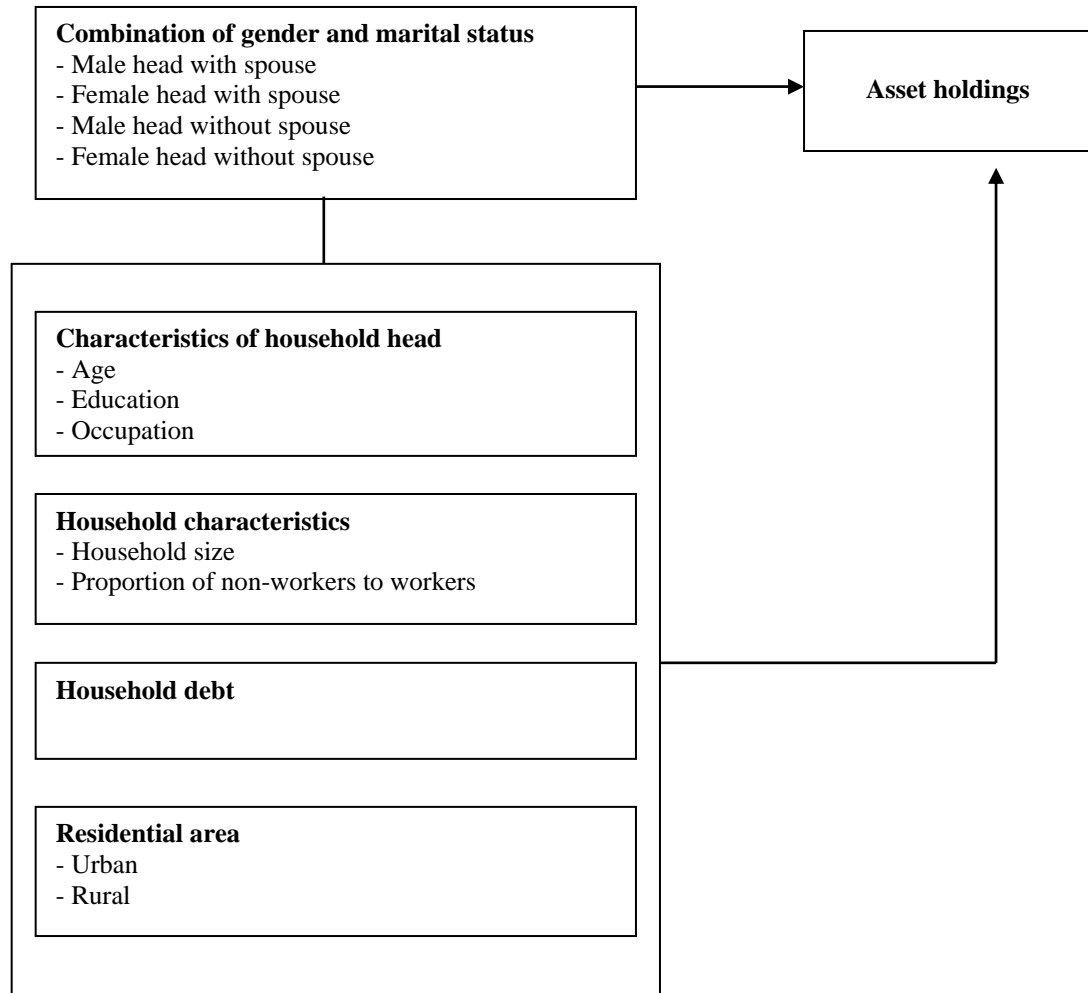 Combination of gender and marital status
- Male head with spouse
- Female head with spouse
- Male head without spouse
- Female head without spouse
Asset holdings
Characteristics of household head
- Age
- Education
- Occupation
Household characteristics
- Household size
- Proportion of non-workers to workers
Household debt
Residential area
- Urban
- Rural